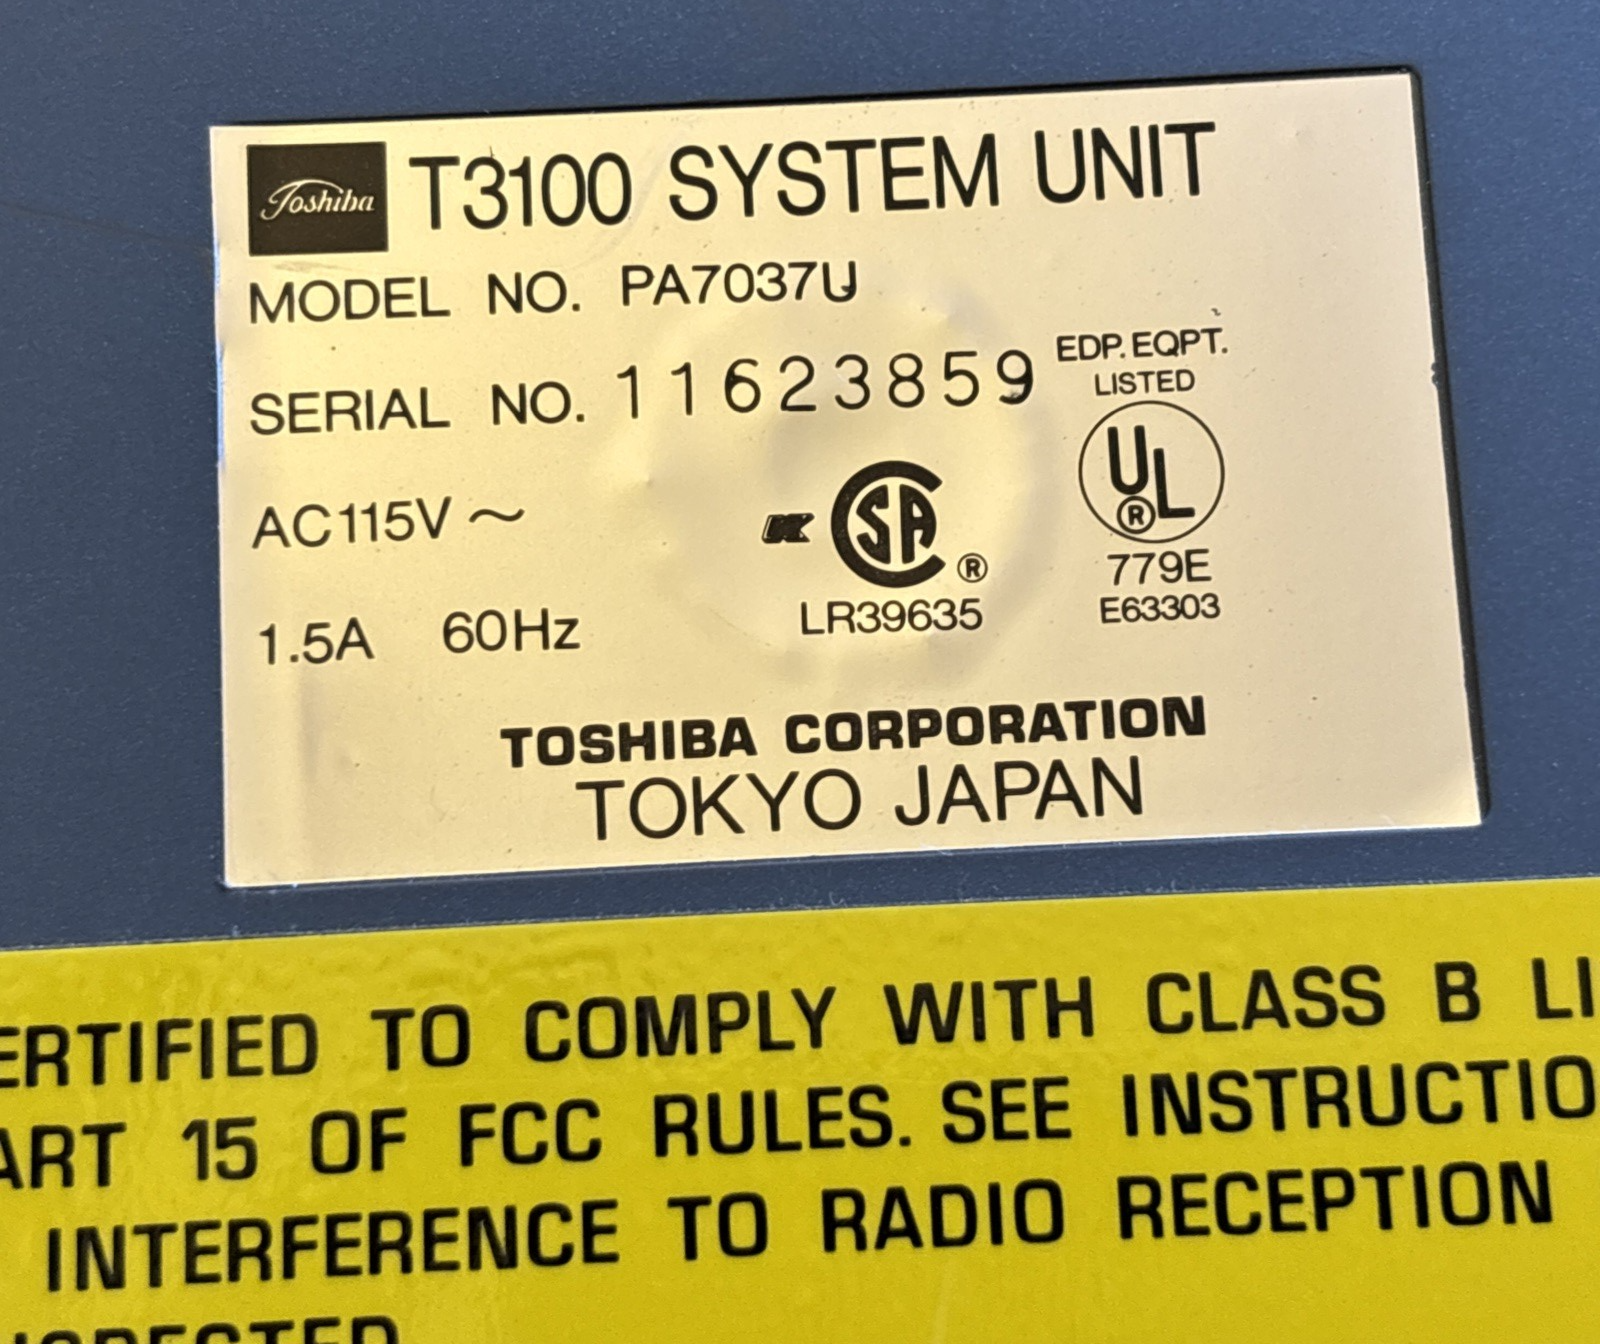 Toshiba T3100 SYSTEM UNIT
MODEL NO. PA7037U
SERIAL NO. 11623859
EDP. EQPT.
LISTED
UL®
779E
E63303
AC115V ~
1.5A 60Hz
CSA®
LR39635
TOSHIBA CORPORATION
TOKYO JAPAN
ERTIFIED TO COMPLY WITH CLASS B LI
ART 15 OF FCC RULES. SEE INSTRUCTIO
INTERFERENCE TO RADIO RECEPTION